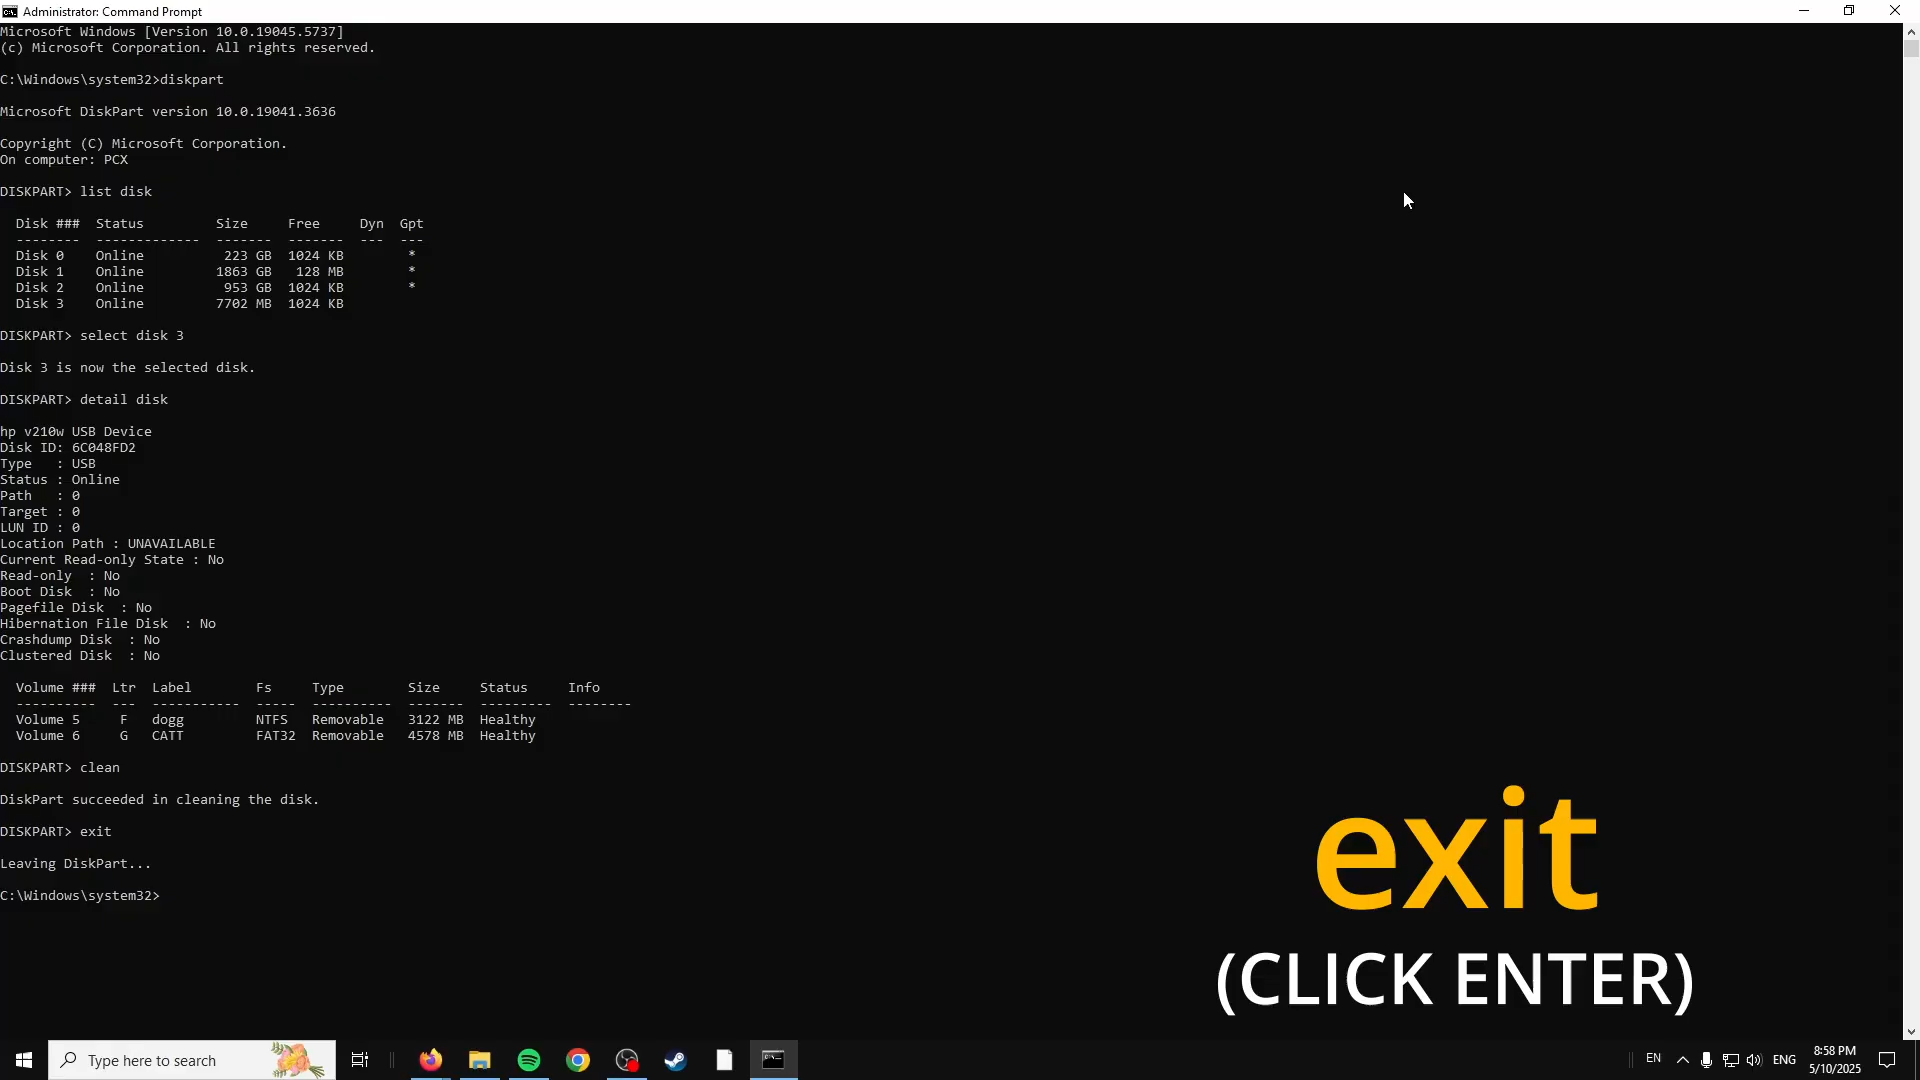 Administrator: Command Prompt
Microsoft Windows [Version 10.0.19045.5737]
(c) Microsoft Corporation. All rights reserved.
C:\Windows\system32>diskpart
Microsoft DiskPart version 10.0.19041.3636
Copyright (C) Microsoft Corporation.
On computer: PCX
DISKPART> list disk
  Disk ###  Status         Size     Free     Dyn  Gpt
  --------  -------------  -------  -------  ---  ---
  Disk 0    Online          223 GB  1024 KB        *
  Disk 1    Online         1863 GB   128 MB        *
  Disk 2    Online          953 GB  1024 KB        *
  Disk 3    Online         7702 MB  1024 KB
DISKPART> select disk 3
Disk 3 is now the selected disk.
DISKPART> detail disk
hp v210w USB Device
Disk ID: 6C048FD2
Type   : USB
Status : Online
Path   : 0
Target : 0
LUN ID : 0
Location Path : UNAVAILABLE
Current Read-only State : No
Read-only  : No
Boot Disk  : No
Pagefile Disk  : No
Hibernation File Disk  : No
Crashdump Disk  : No
Clustered Disk  : No
  Volume ###  Ltr  Label        Fs     Type        Size     Status     Info
  ----------  ---  -----------  -----  ----------  -------  ---------  --------
  Volume 5     F   dogg         NTFS   Removable   3122 MB  Healthy
  Volume 6     G   CATT         FAT32  Removable   4578 MB  Healthy
DISKPART> clean
DiskPart succeeded in cleaning the disk.
DISKPART> exit
Leaving DiskPart...
C:\Windows\system32>
exit
(CLICK ENTER)
Type here to search
EN
ENG
8:58 PM
5/10/2025